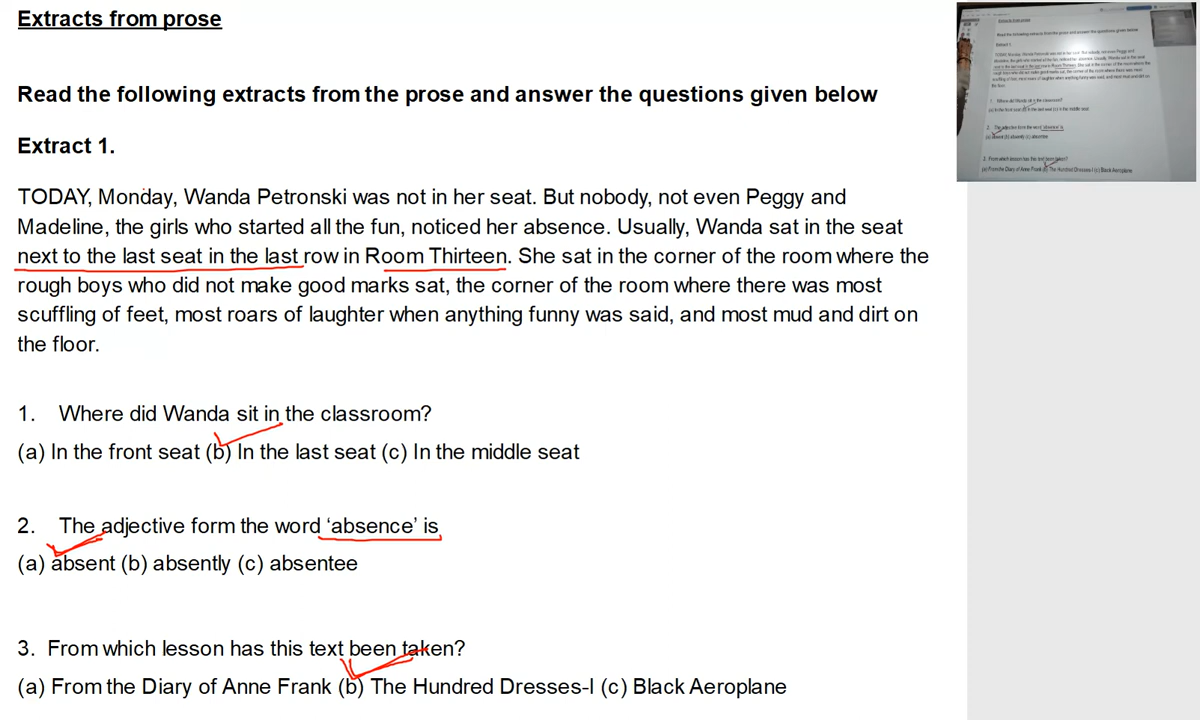 Extracts from prose
Read the following extracts from the prose and answer the questions given below
Extract 1.
TODAY, Monday, Wanda Petronski was not in her seat. But nobody, not even Peggy and
Madeline, the girls who started all the fun, noticed her absence. Usually, Wanda sat in the seat
next to the last seat in the last row in Room Thirteen. She sat in the corner of the room where the
rough boys who did not make good marks sat, the corner of the room where there was most
scuffling of feet, most roars of laughter when anything funny was said, and most mud and dirt on
the floor.
1. Where did Wanda sit in the classroom?
(a) In the front seat (b) In the last seat (c) In the middle seat
2. The adjective form the word ‘absence’ is
(a) absent (b) absently (c) absentee
3. From which lesson has this text been taken?
(a) From the Diary of Anne Frank (b) The Hundred Dresses-I (c) Black Aeroplane